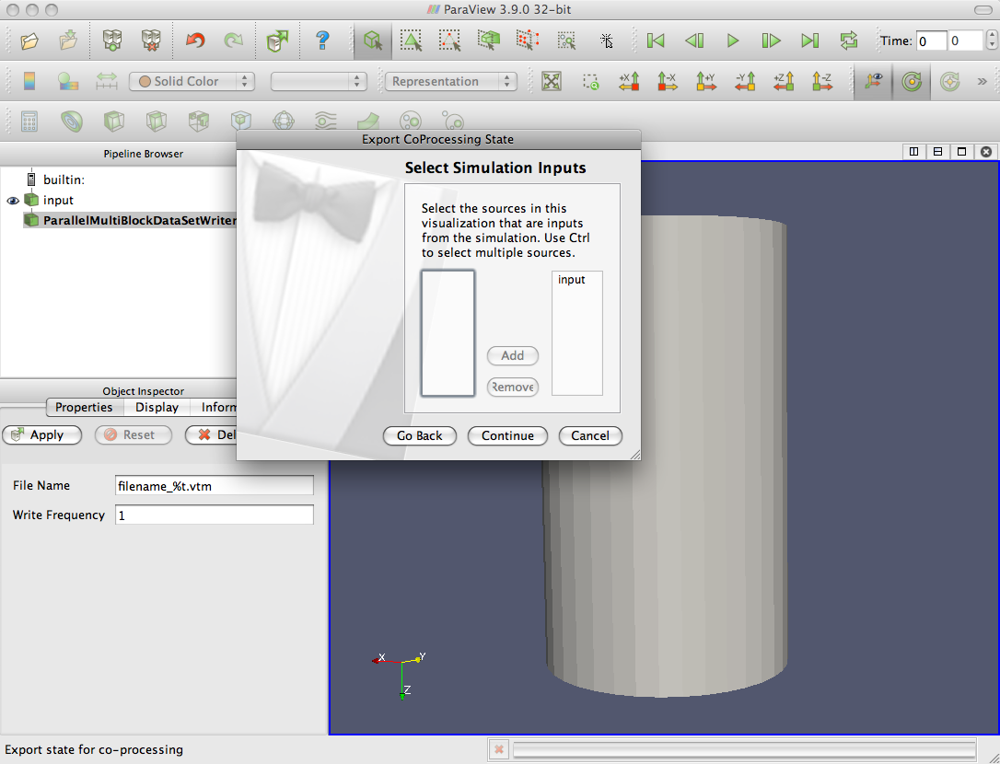 ParaView 3.9.0 32-bit
Time: 0 0
Solid Color
Representation
+X -X +Y -Y +Z -Z
Pipeline Browser
builtin:
input
ParallelMultiBlockDataSetWriter
Export CoProcessing State
Select Simulation Inputs
Select the sources in this
visualization that are inputs
from the simulation. Use Ctrl
to select multiple sources.
input
Add
Remove
Go Back Continue Cancel
Object Inspector
Properties Display Inform
Apply Reset Del
File Name filename_%t.vtm
Write Frequency 1
X Y
Z
Export state for co-processing